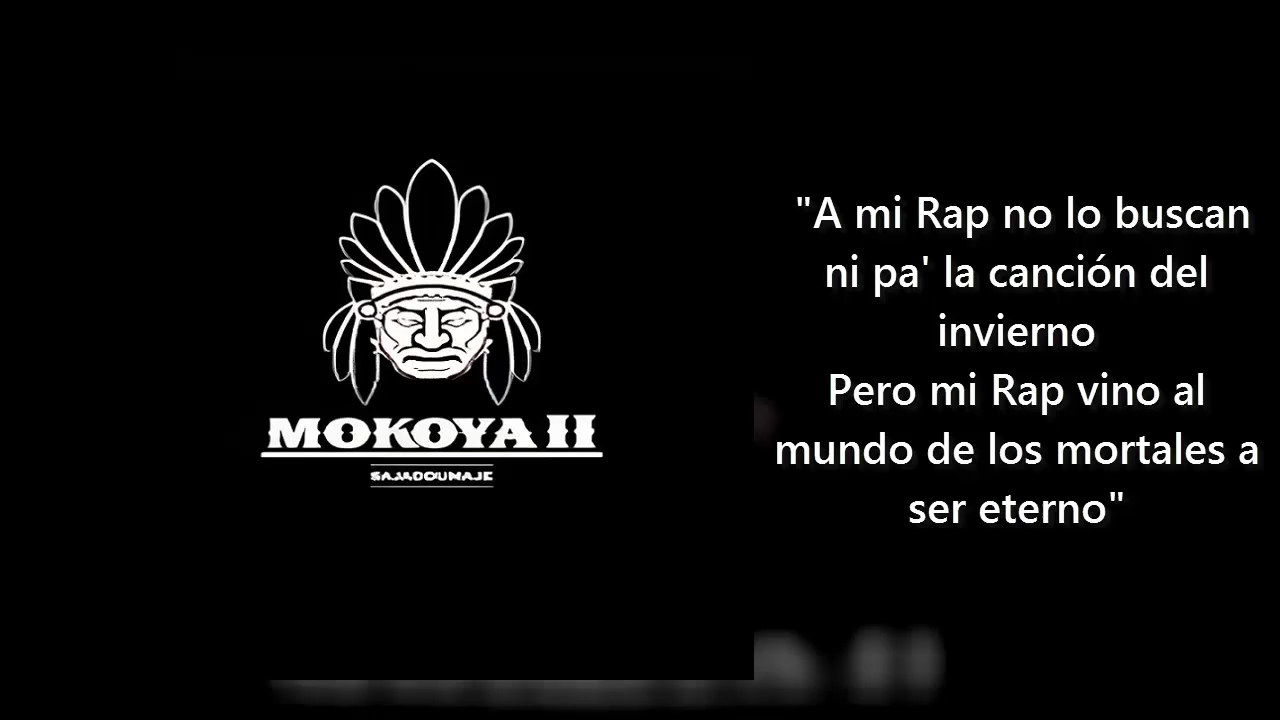 MOKOYA II
"A mi Rap no lo buscan
ni pa' la canción del
invierno
Pero mi Rap vino al
mundo de los mortales a
ser eterno"